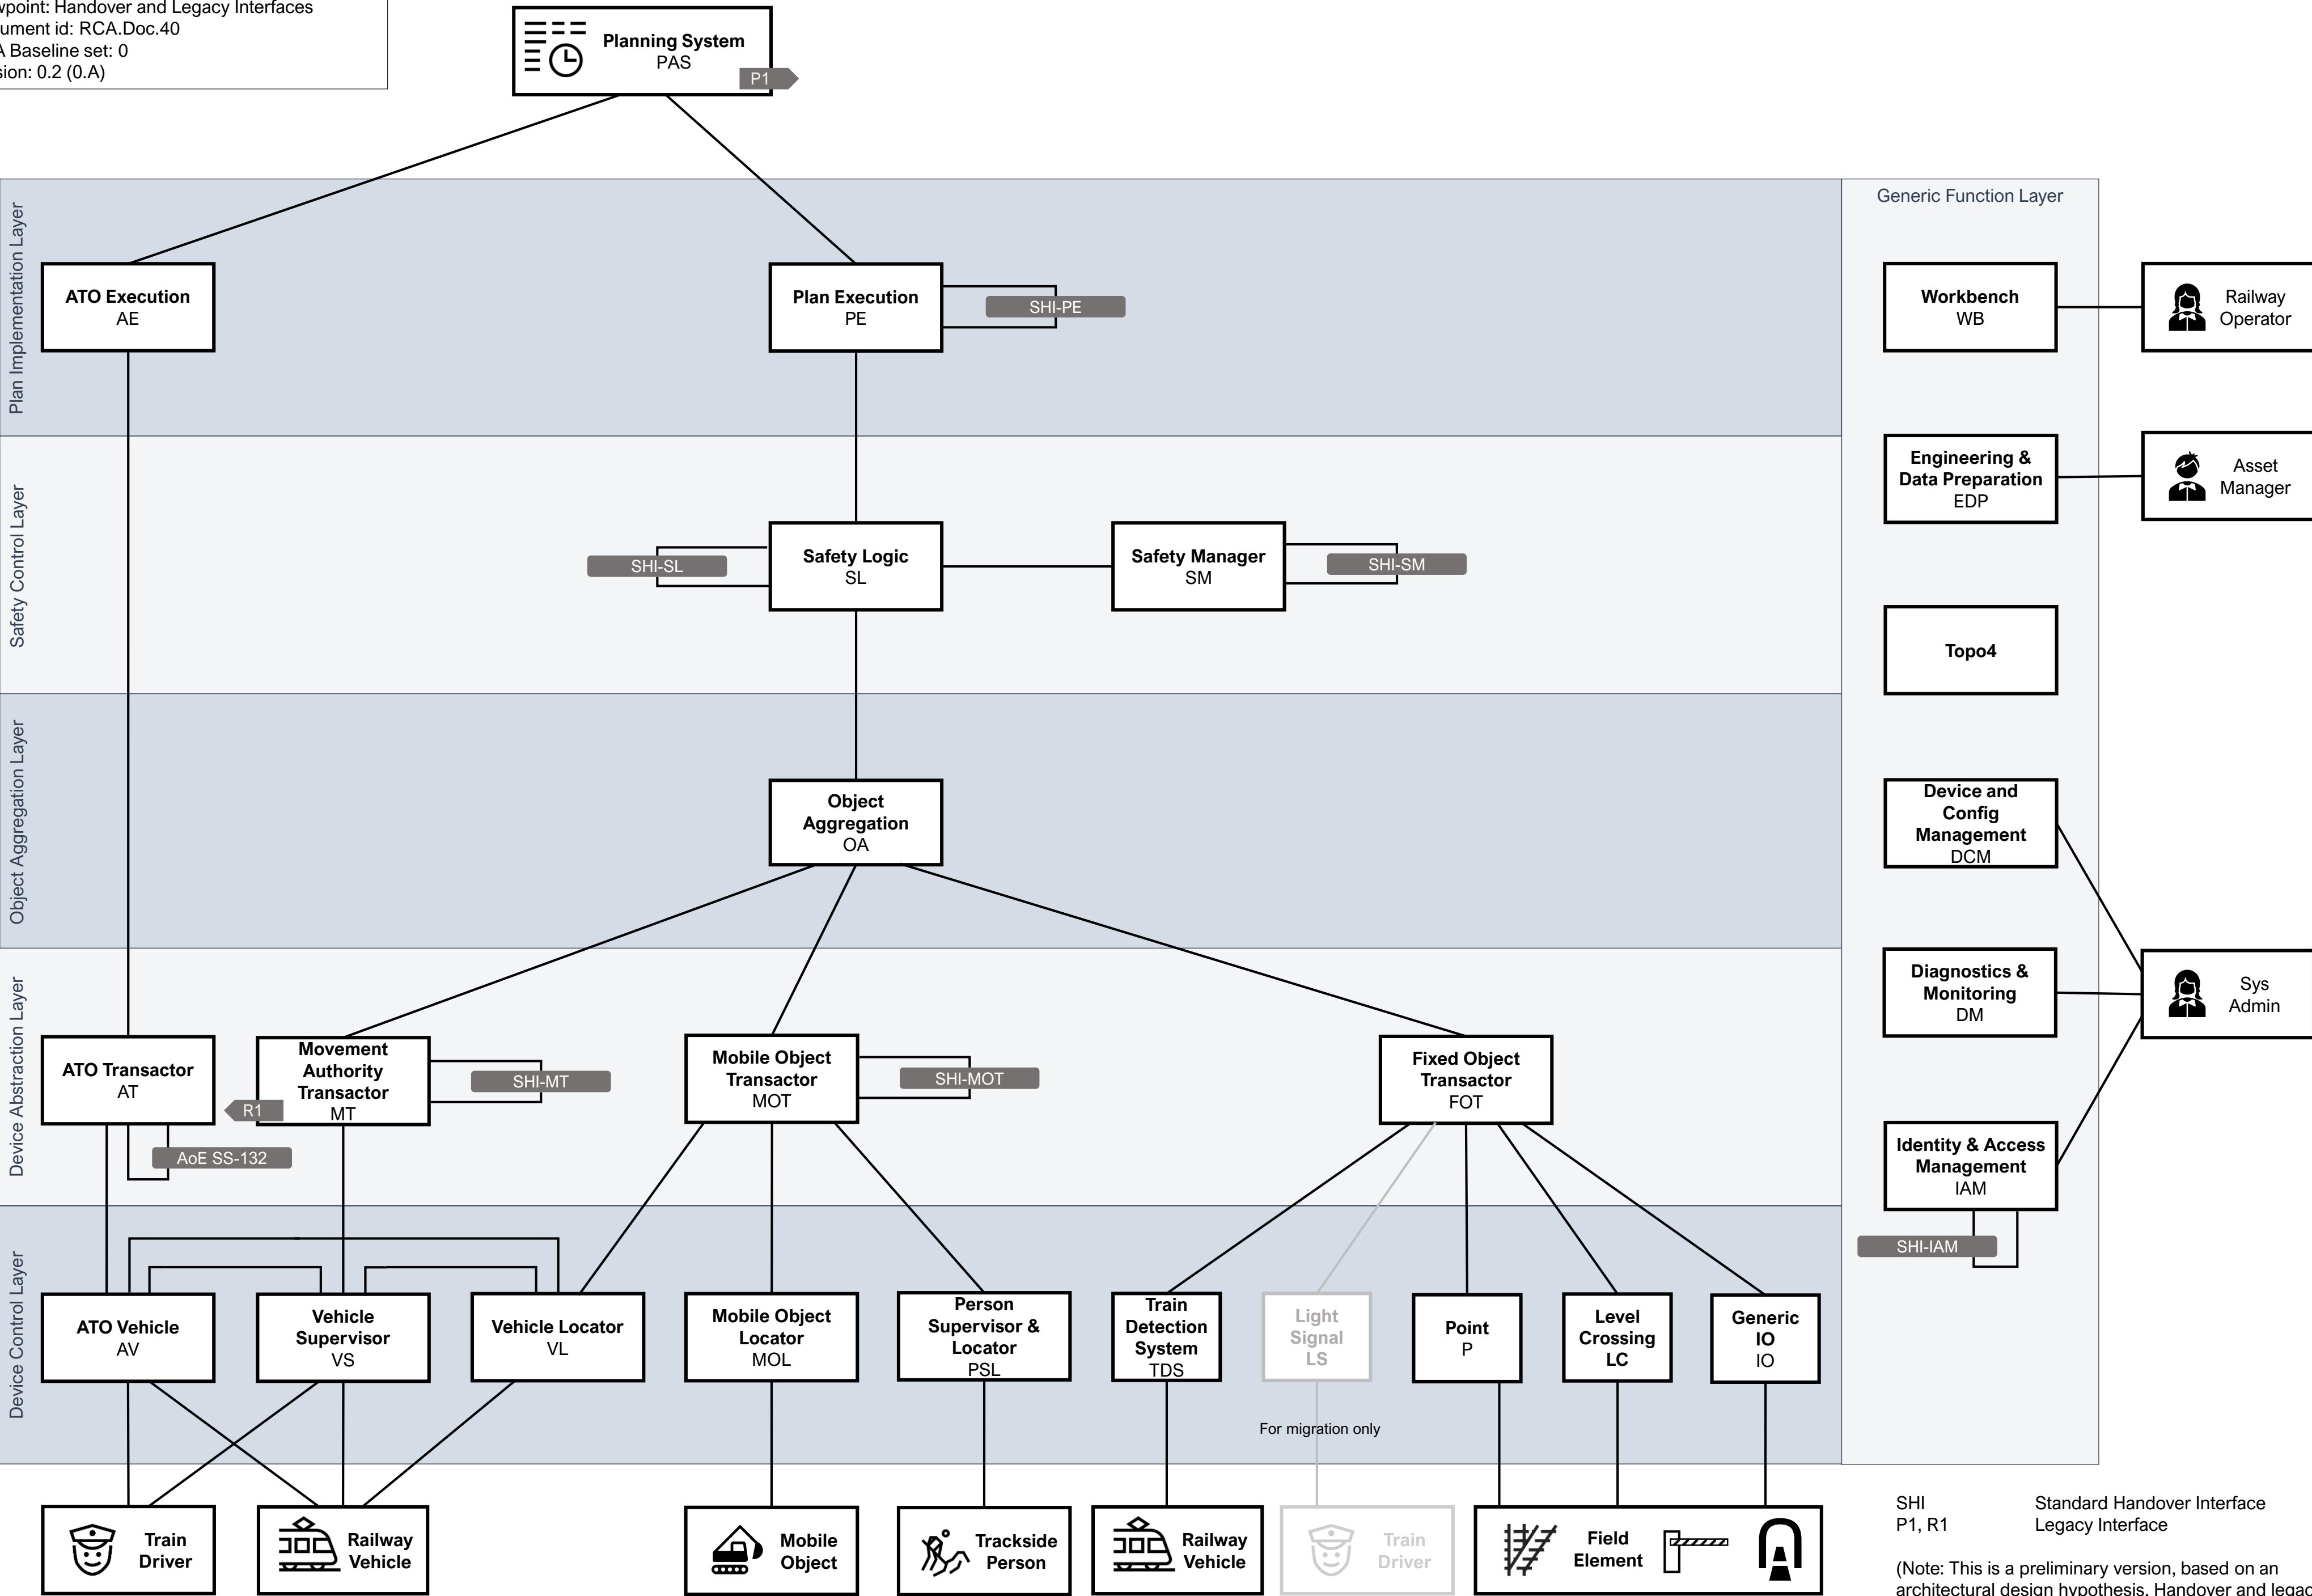 wpoint: Handover and Legacy Interfaces
ument id: RCA.Doc.40
A Baseline set: 0
sion: 0.2 (0.A)
Planning System
PAS
P1
Plan Implementation Layer
Generic Function Layer
ATO Execution
AE
Plan Execution
PE
SHI-PE
Workbench
WB
Railway
Operator
Safety Control Layer
Engineering &
Data Preparation
EDP
Asset
Manager
SHI-SL
Safety Logic
SL
Safety Manager
SM
SHI-SM
Topo4
Object Aggregation Layer
Object
Aggregation
OA
Device and
Config
Management
DCM
Device Abstraction Layer
Diagnostics &
Monitoring
DM
Sys
Admin
ATO Transactor
AT
AoE SS-132
Movement
Authority
Transactor
MT
R1
SHI-MT
Mobile Object
Transactor
MOT
SHI-MOT
Fixed Object
Transactor
FOT
Identity & Access
Management
IAM
SHI-IAM
Device Control Layer
ATO Vehicle
AV
Vehicle
Supervisor
VS
Vehicle Locator
VL
Mobile Object
Locator
MOL
Person
Supervisor &
Locator
PSL
Train
Detection
System
TDS
Light
Signal
LS
Point
P
Level
Crossing
LC
Generic
IO
IO
For migration only
Train
Driver
Railway
Vehicle
Mobile
Object
Trackside
Person
Railway
Vehicle
Train
Driver
Field
Element
SHI Standard Handover Interface
P1, R1 Legacy Interface
(Note: This is a preliminary version, based on an
architectural design hypothesis. Handover and legac